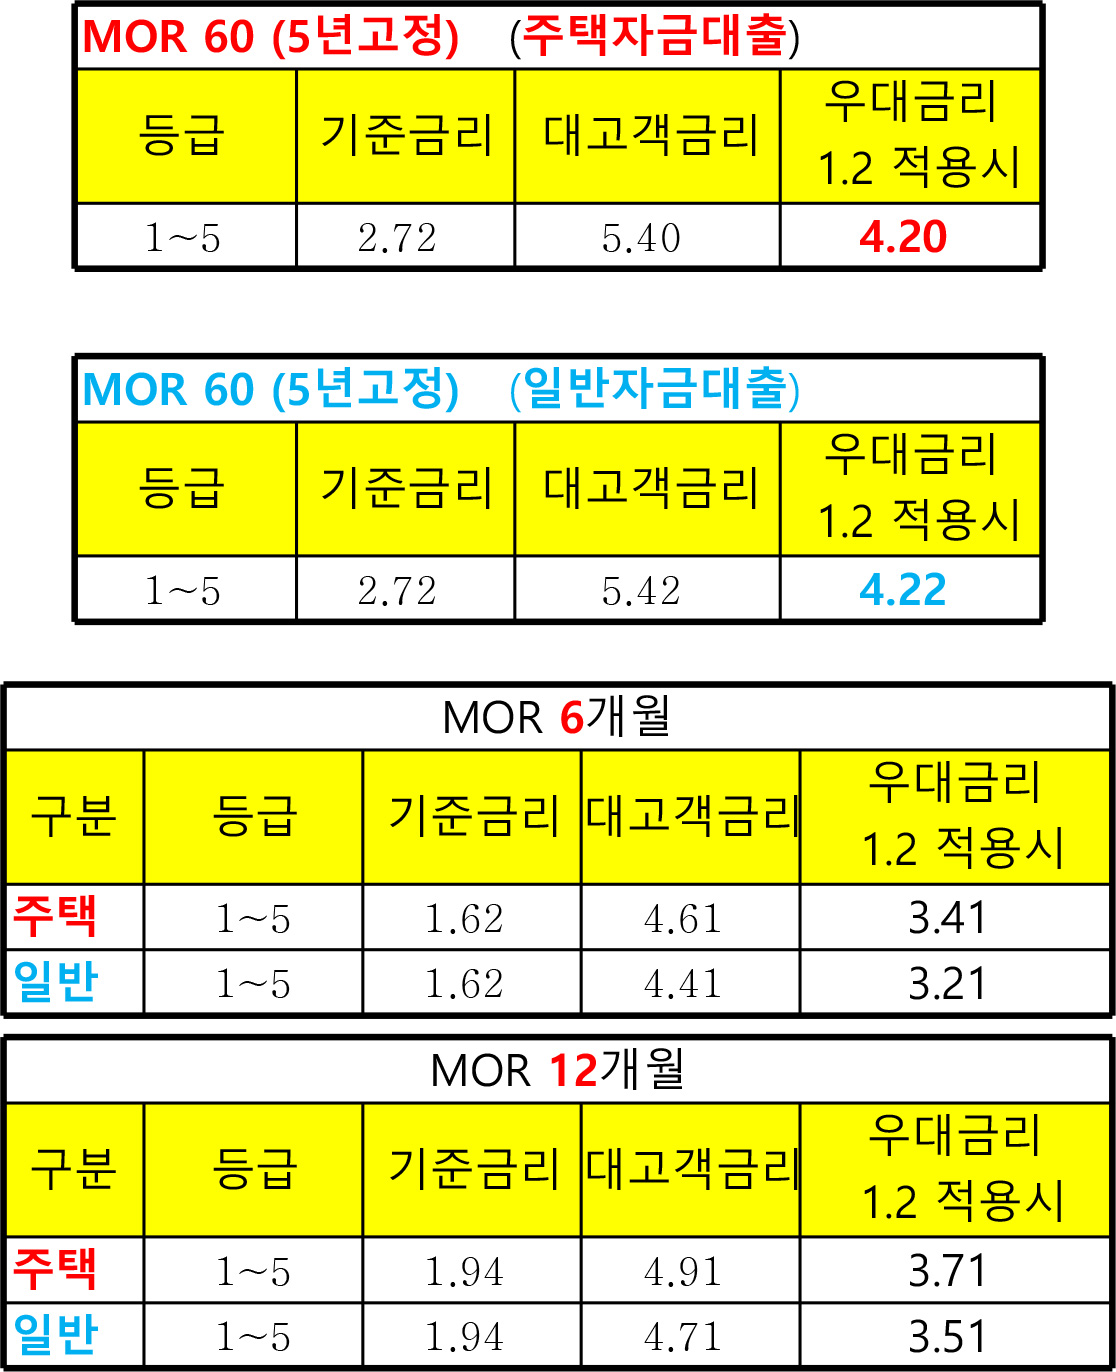 MOR 60 (5년고정) (주택자금대출)
등급 기준금리 대고객금리 우대금리
1.2 적용시
1~5 2.72 5.40 4.20
MOR 60 (5년고정) (일반자금대출)
등급 기준금리 대고객금리 우대금리
1.2 적용시
1~5 2.72 5.42 4.22
MOR 6개월
구분 등급 기준금리 대고객금리 우대금리
1.2 적용시
주택 1~5 1.62 4.61 3.41
일반 1~5 1.62 4.41 3.21
MOR 12개월
구분 등급 기준금리 대고객금리 우대금리
1.2 적용시
주택 1~5 1.94 4.91 3.71
일반 1~5 1.94 4.71 3.51